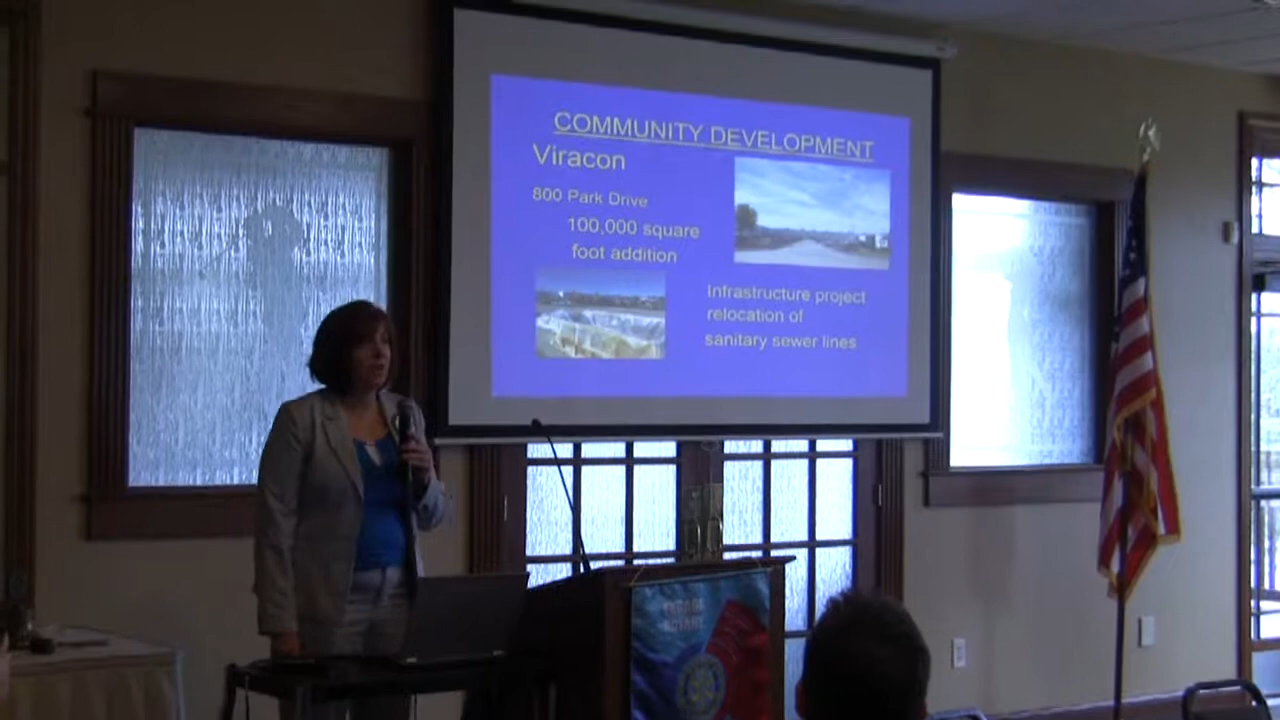 COMMUNITY DEVELOPMENT
Viracon
800 Park Drive
100,000 square
foot addition
Infrastructure project
relocation of
sanitary sewer lines